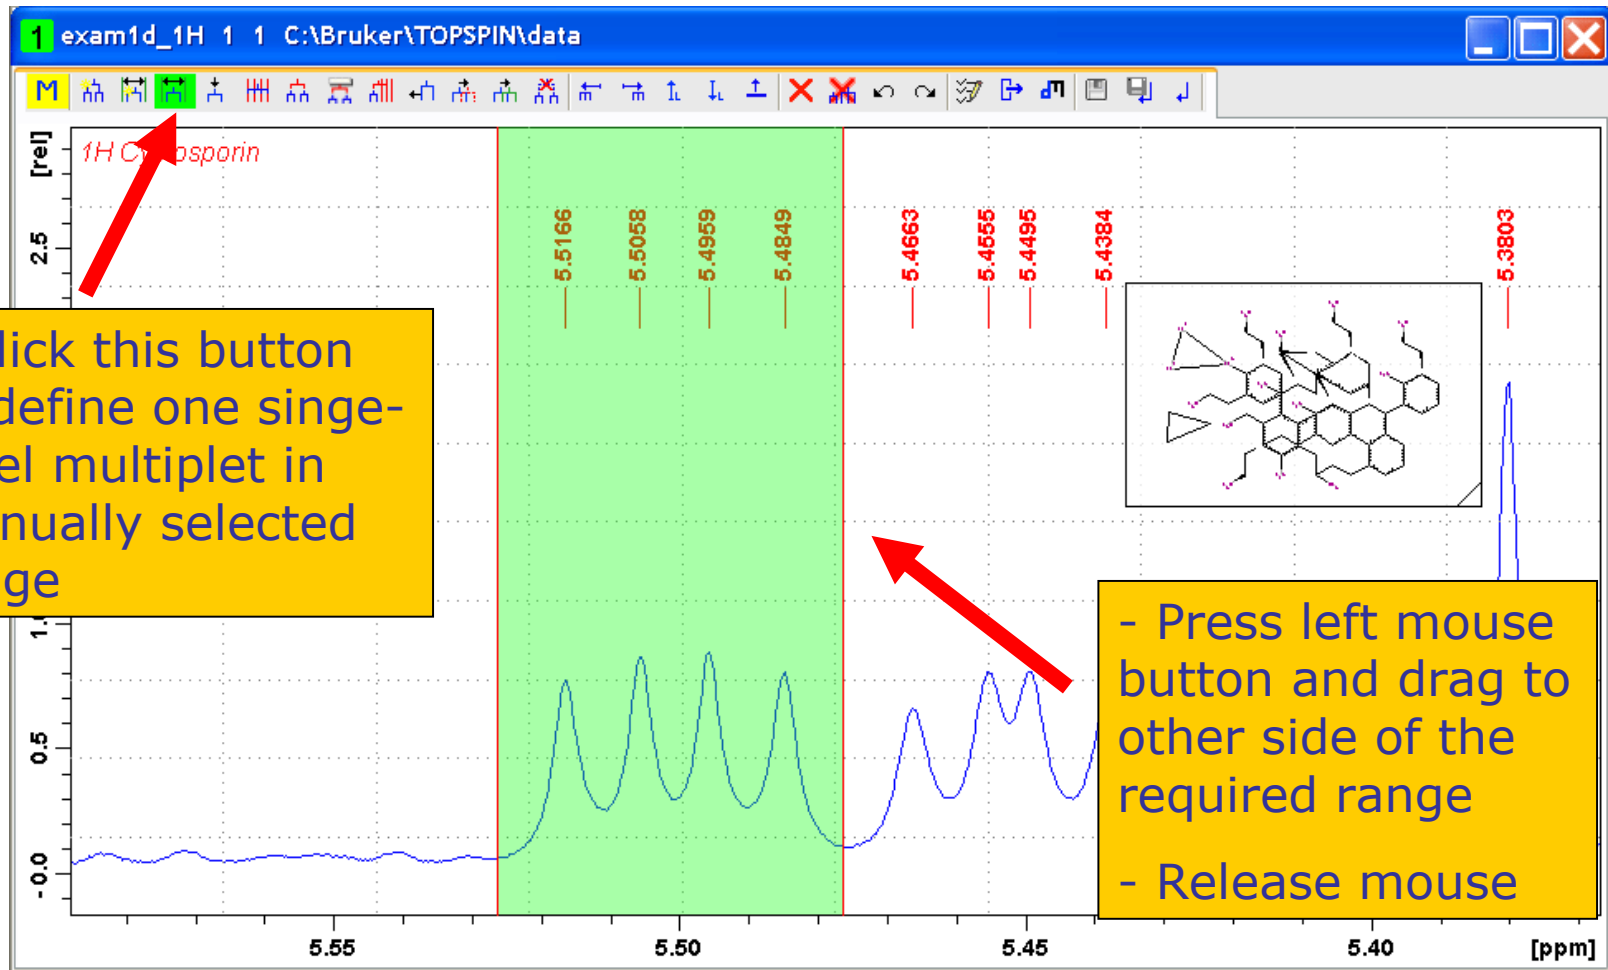 1 exam1d_1H 1 1 C:\Bruker\TOPSPIN\data
M
[rel]
1H C osporin
5.5166
5.5058
5.4959
5.4849
5.4663
5.4555
5.4495
5.4384
5.3803
2.5
lick this button
define one singe-
el multiplet in
nually selected
ge
1.0
0.5
-0.0
- Press left mouse
button and drag to
other side of the
required range
- Release mouse
5.55
5.50
5.45
5.40
[ppm]